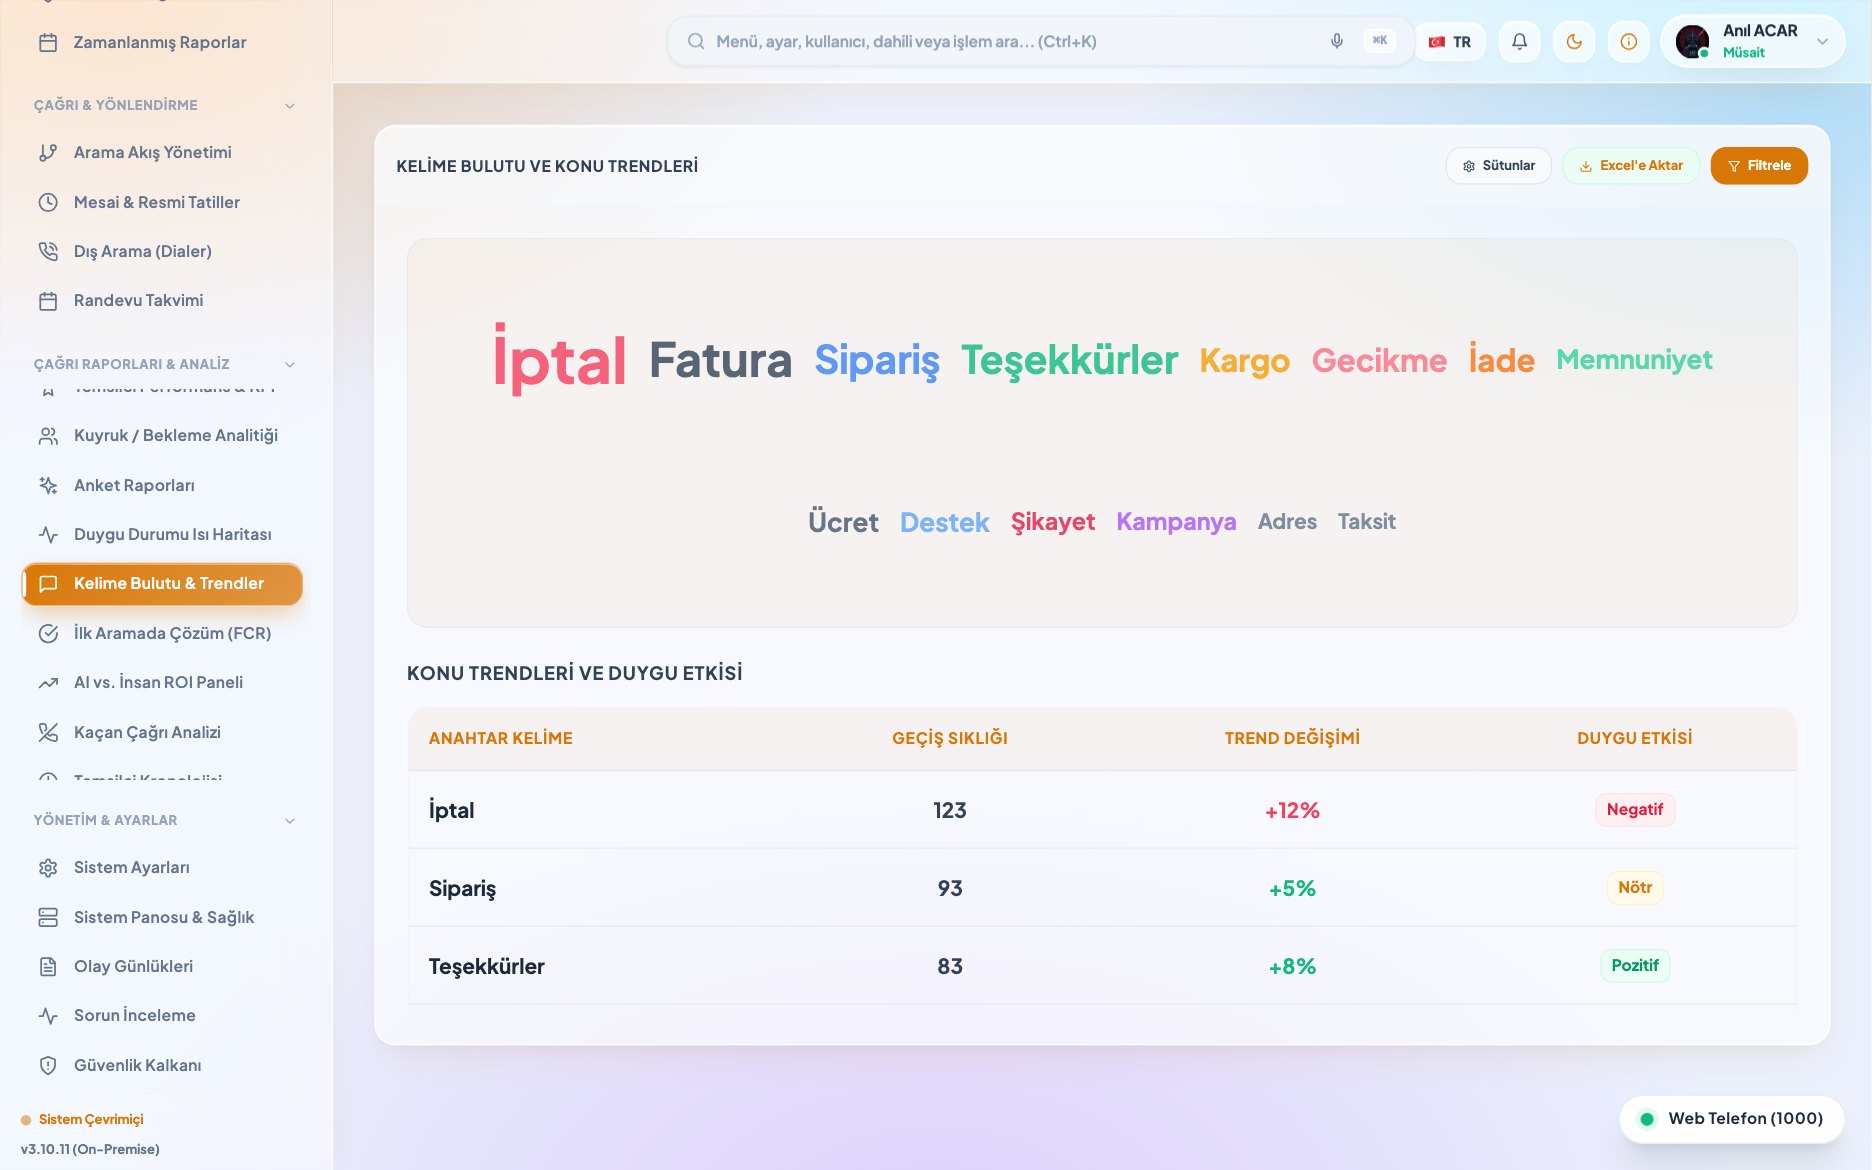 Zamanlanmış Raporlar
ÇAĞRI & YÖNLENDİRME
Arama Akış Yönetimi
Mesai & Resmi Tatiller
Dış Arama (Dialer)
Randevu Takvimi
ÇAĞRI RAPORLARI & ANALİZ
Kuyruk / Bekleme Analitiği
Anket Raporları
Duygu Durumu Isı Haritası
Kelime Bulutu & Trendler
İlk Aramada Çözüm (FCR)
AI vs. İnsan ROI Paneli
Kaçan Çağrı Analizi
YÖNETİM & AYARLAR
Sistem Ayarları
Sistem Panosu & Sağlık
Olay Günlükleri
Sorun İnceleme
Güvenlik Kalkanı
Sistem Çevrimiçi
v3.10.11 (On-Premise)
Menü, ayar, kullanıcı, dahili veya işlem ara... (Ctrl+K)
⌘K
TR
Anıl ACAR
Müsait
KELİME BULUTU VE KONU TRENDLERİ
Sütunlar
Excel'e Aktar
Filtrele
İptal Fatura Sipariş Teşekkürler Kargo Gecikme İade Memnuniyet
Ücret Destek Şikayet Kampanya Adres Taksit
KONU TRENDLERİ VE DUYGU ETKİSİ
ANAHTAR KELİME GEÇİŞ SIKLIĞI TREND DEĞİŞİMİ DUYGU ETKİSİ
İptal 123 +12% Negatif
Sipariş 93 +5% Nötr
Teşekkürler 83 +8% Pozitif
Web Telefon (1000)